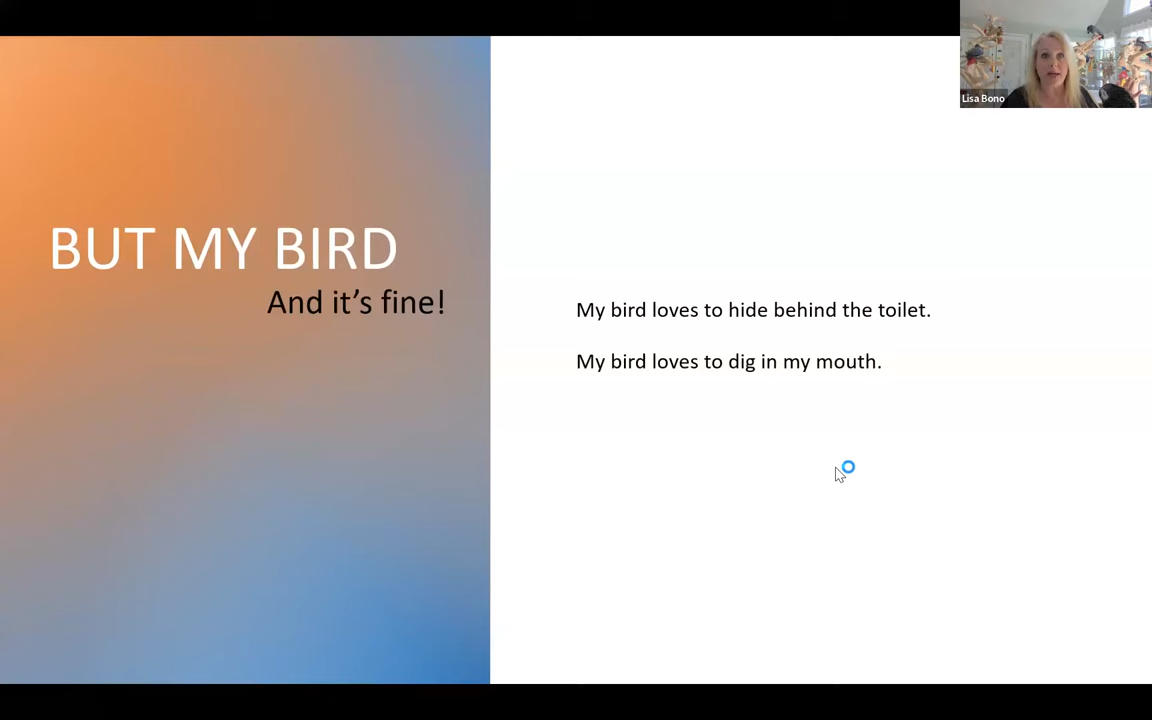 Lisa Bono
BUT MY BIRD
And it's fine!
My bird loves to hide behind the toilet.
My bird loves to dig in my mouth.